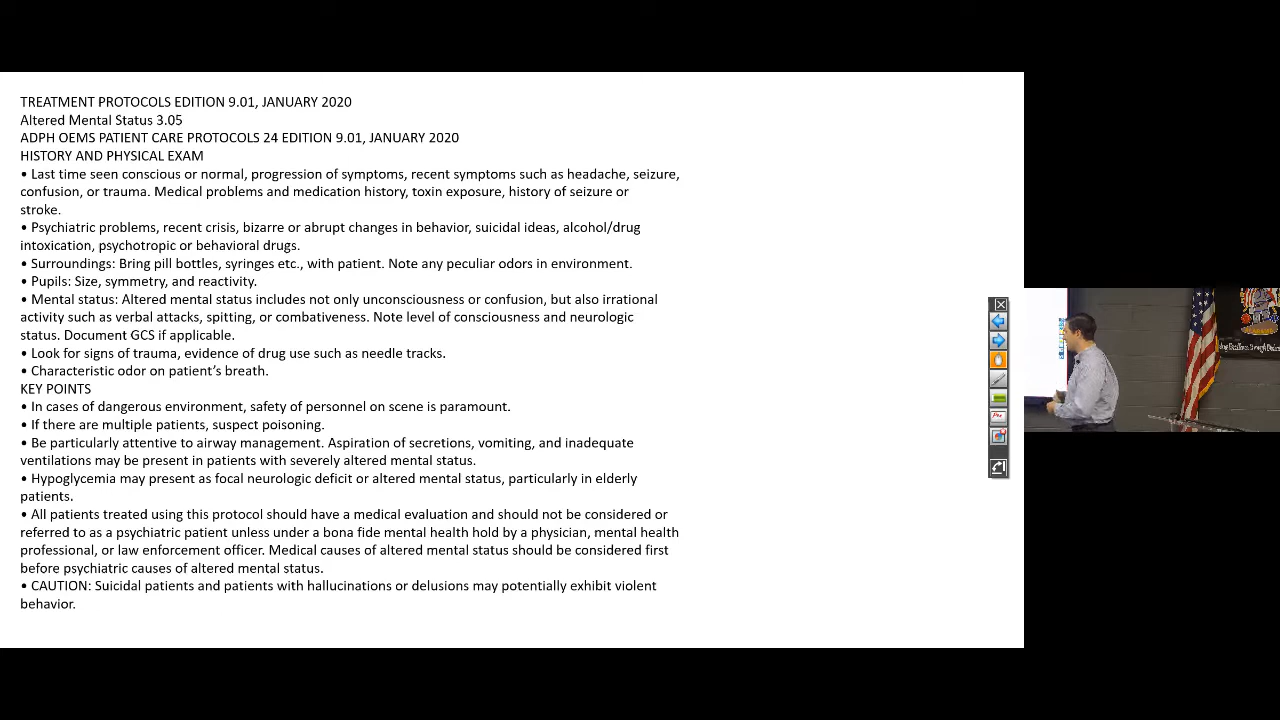 TREATMENT PROTOCOLS EDITION 9.01, JANUARY 2020
Altered Mental Status 3.05
ADPH OEMS PATIENT CARE PROTOCOLS 24 EDITION 9.01, JANUARY 2020
HISTORY AND PHYSICAL EXAM
• Last time seen conscious or normal, progression of symptoms, recent symptoms such as headache, seizure,
confusion, or trauma. Medical problems and medication history, toxin exposure, history of seizure or
stroke.
• Psychiatric problems, recent crisis, bizarre or abrupt changes in behavior, suicidal ideas, alcohol/drug
intoxication, psychotropic or behavioral drugs.
• Surroundings: Bring pill bottles, syringes etc., with patient. Note any peculiar odors in environment.
• Pupils: Size, symmetry, and reactivity.
• Mental status: Altered mental status includes not only unconsciousness or confusion, but also irrational
activity such as verbal attacks, spitting, or combativeness. Note level of consciousness and neurologic
status. Document GCS if applicable.
• Look for signs of trauma, evidence of drug use such as needle tracks.
• Characteristic odor on patient’s breath.
KEY POINTS
• In cases of dangerous environment, safety of personnel on scene is paramount.
• If there are multiple patients, suspect poisoning.
• Be particularly attentive to airway management. Aspiration of secretions, vomiting, and inadequate
ventilations may be present in patients with severely altered mental status.
• Hypoglycemia may present as focal neurologic deficit or altered mental status, particularly in elderly
patients.
• All patients treated using this protocol should have a medical evaluation and should not be considered or
referred to as a psychiatric patient unless under a bona fide mental health hold by a physician, mental health
professional, or law enforcement officer. Medical causes of altered mental status should be considered first
before psychiatric causes of altered mental status.
• CAUTION: Suicidal patients and patients with hallucinations or delusions may potentially exhibit violent
behavior.